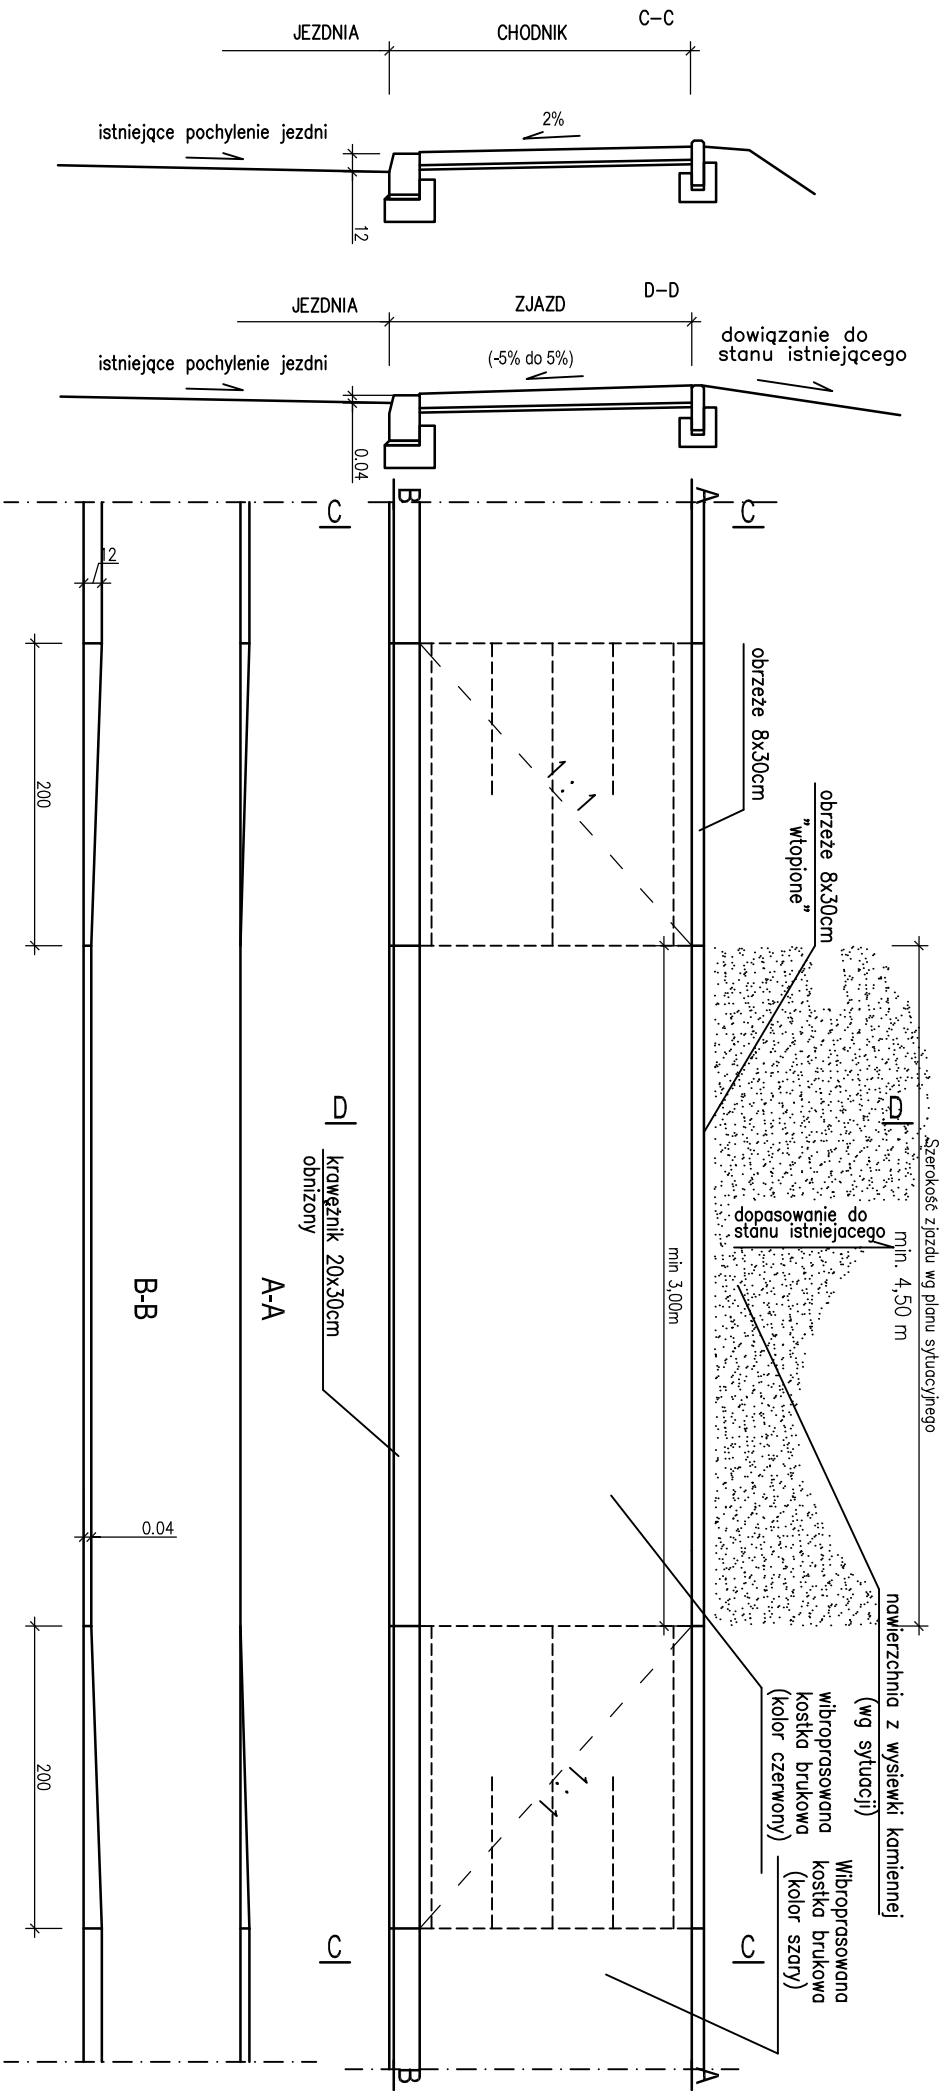 C-C
JEZDNIA
CHODNIK
istniejące pochylenie jezdni
2%
12
D-D
JEZDNIA
ZJAZD
dowiązanie do
stanu istniejącego
istniejące pochylenie jezdni
(-5% do 5%)
0.04
B
A
C
C
12
200
obrzeże 8x30cm
1:1
obrzeże 8x30cm
"wtopione"
D
D
Szerokość zjazdu wg planu sytuacyjnego
min. 4,50 m
dopasowanie do
stanu istniejacego
krawężnik 20x30cm
obniżony
min 3,00m
A-A
B-B
0.04
nawierzchnia z wysiewki kamiennej
(wg sytuacji)
wibroprasowana
kostka brukowa
(kolor czerwony)
200
1:1
Wibroprasowana
kostka brukowa
(kolor szary)
C
C
B
A